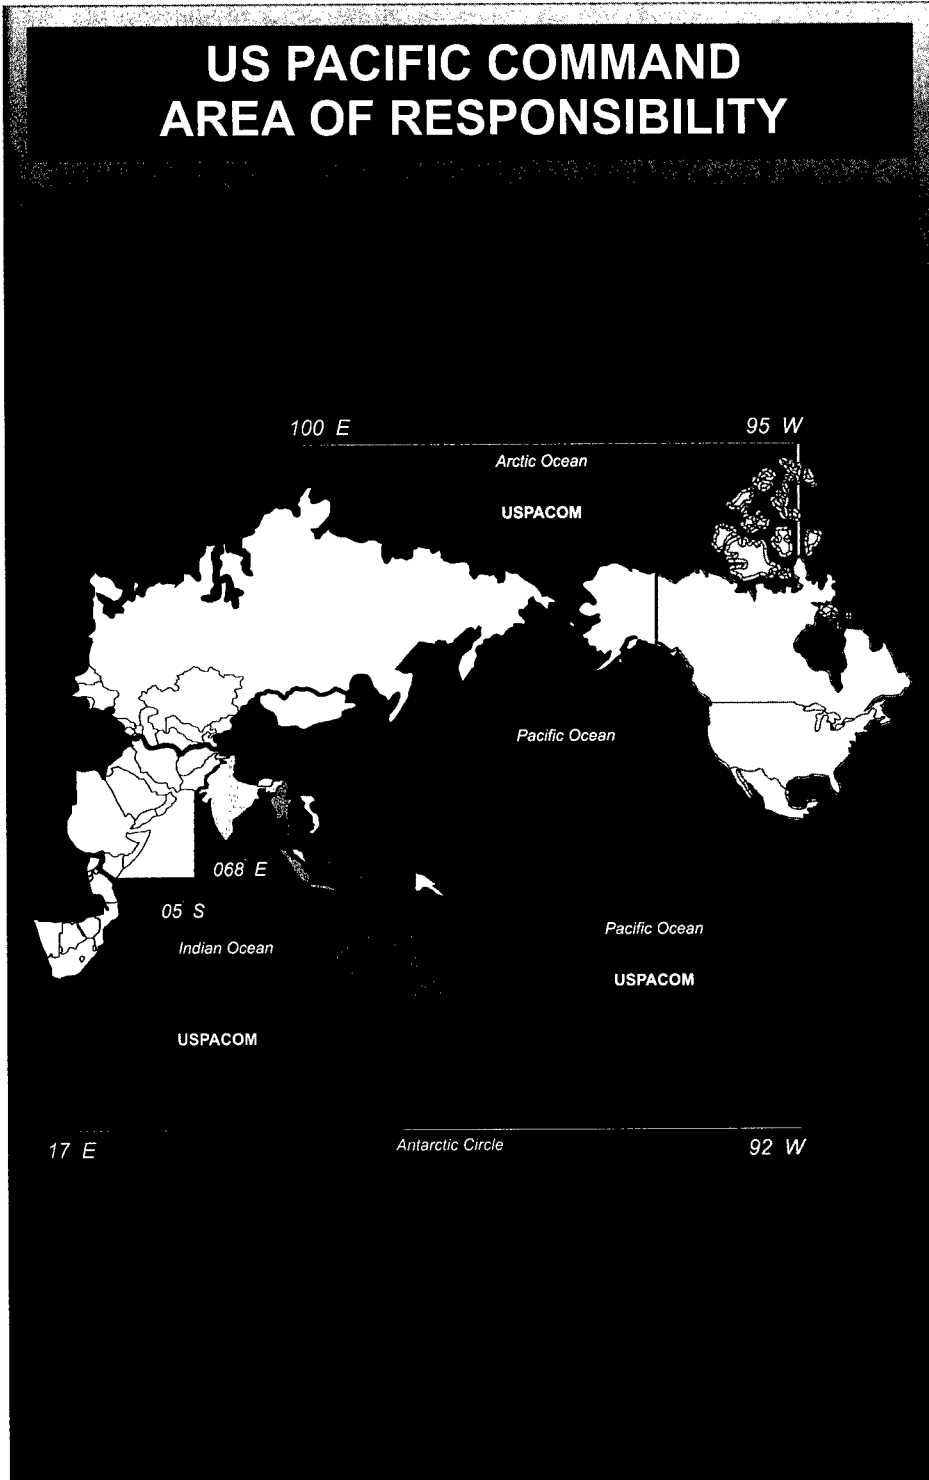 US PACIFIC COMMAND
AREA OF RESPONSIBILITY
100 E
95 W
Arctic Ocean
USPACOM
Pacific Ocean
068 E
05 S
Indian Ocean
Pacific Ocean
USPACOM
USPACOM
17 E
Antarctic Circle
92 W